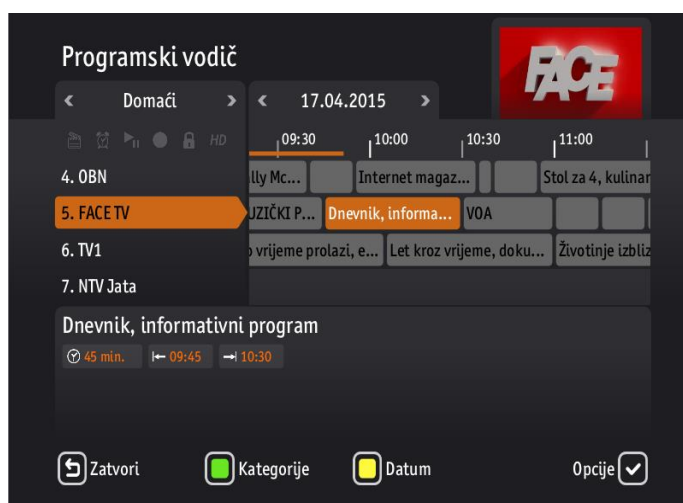 Programski vodič
FACE
Domaći
17.04.2015
HD
09:30 10:00 10:30 11:00
4. OBN
lly Mc... Internet magaz... Stol za 4, kulinar
5. FACE TV
UZIČKI P... Dnevnik, informa... VOA
6. TV1
o vrijeme prolazi, e... Let kroz vrijeme, doku... Životinje izbliz
7. NTV Jata
Dnevnik, informativni program
45 min. 09:45 10:30
Zatvori Kategorije Datum Opcije